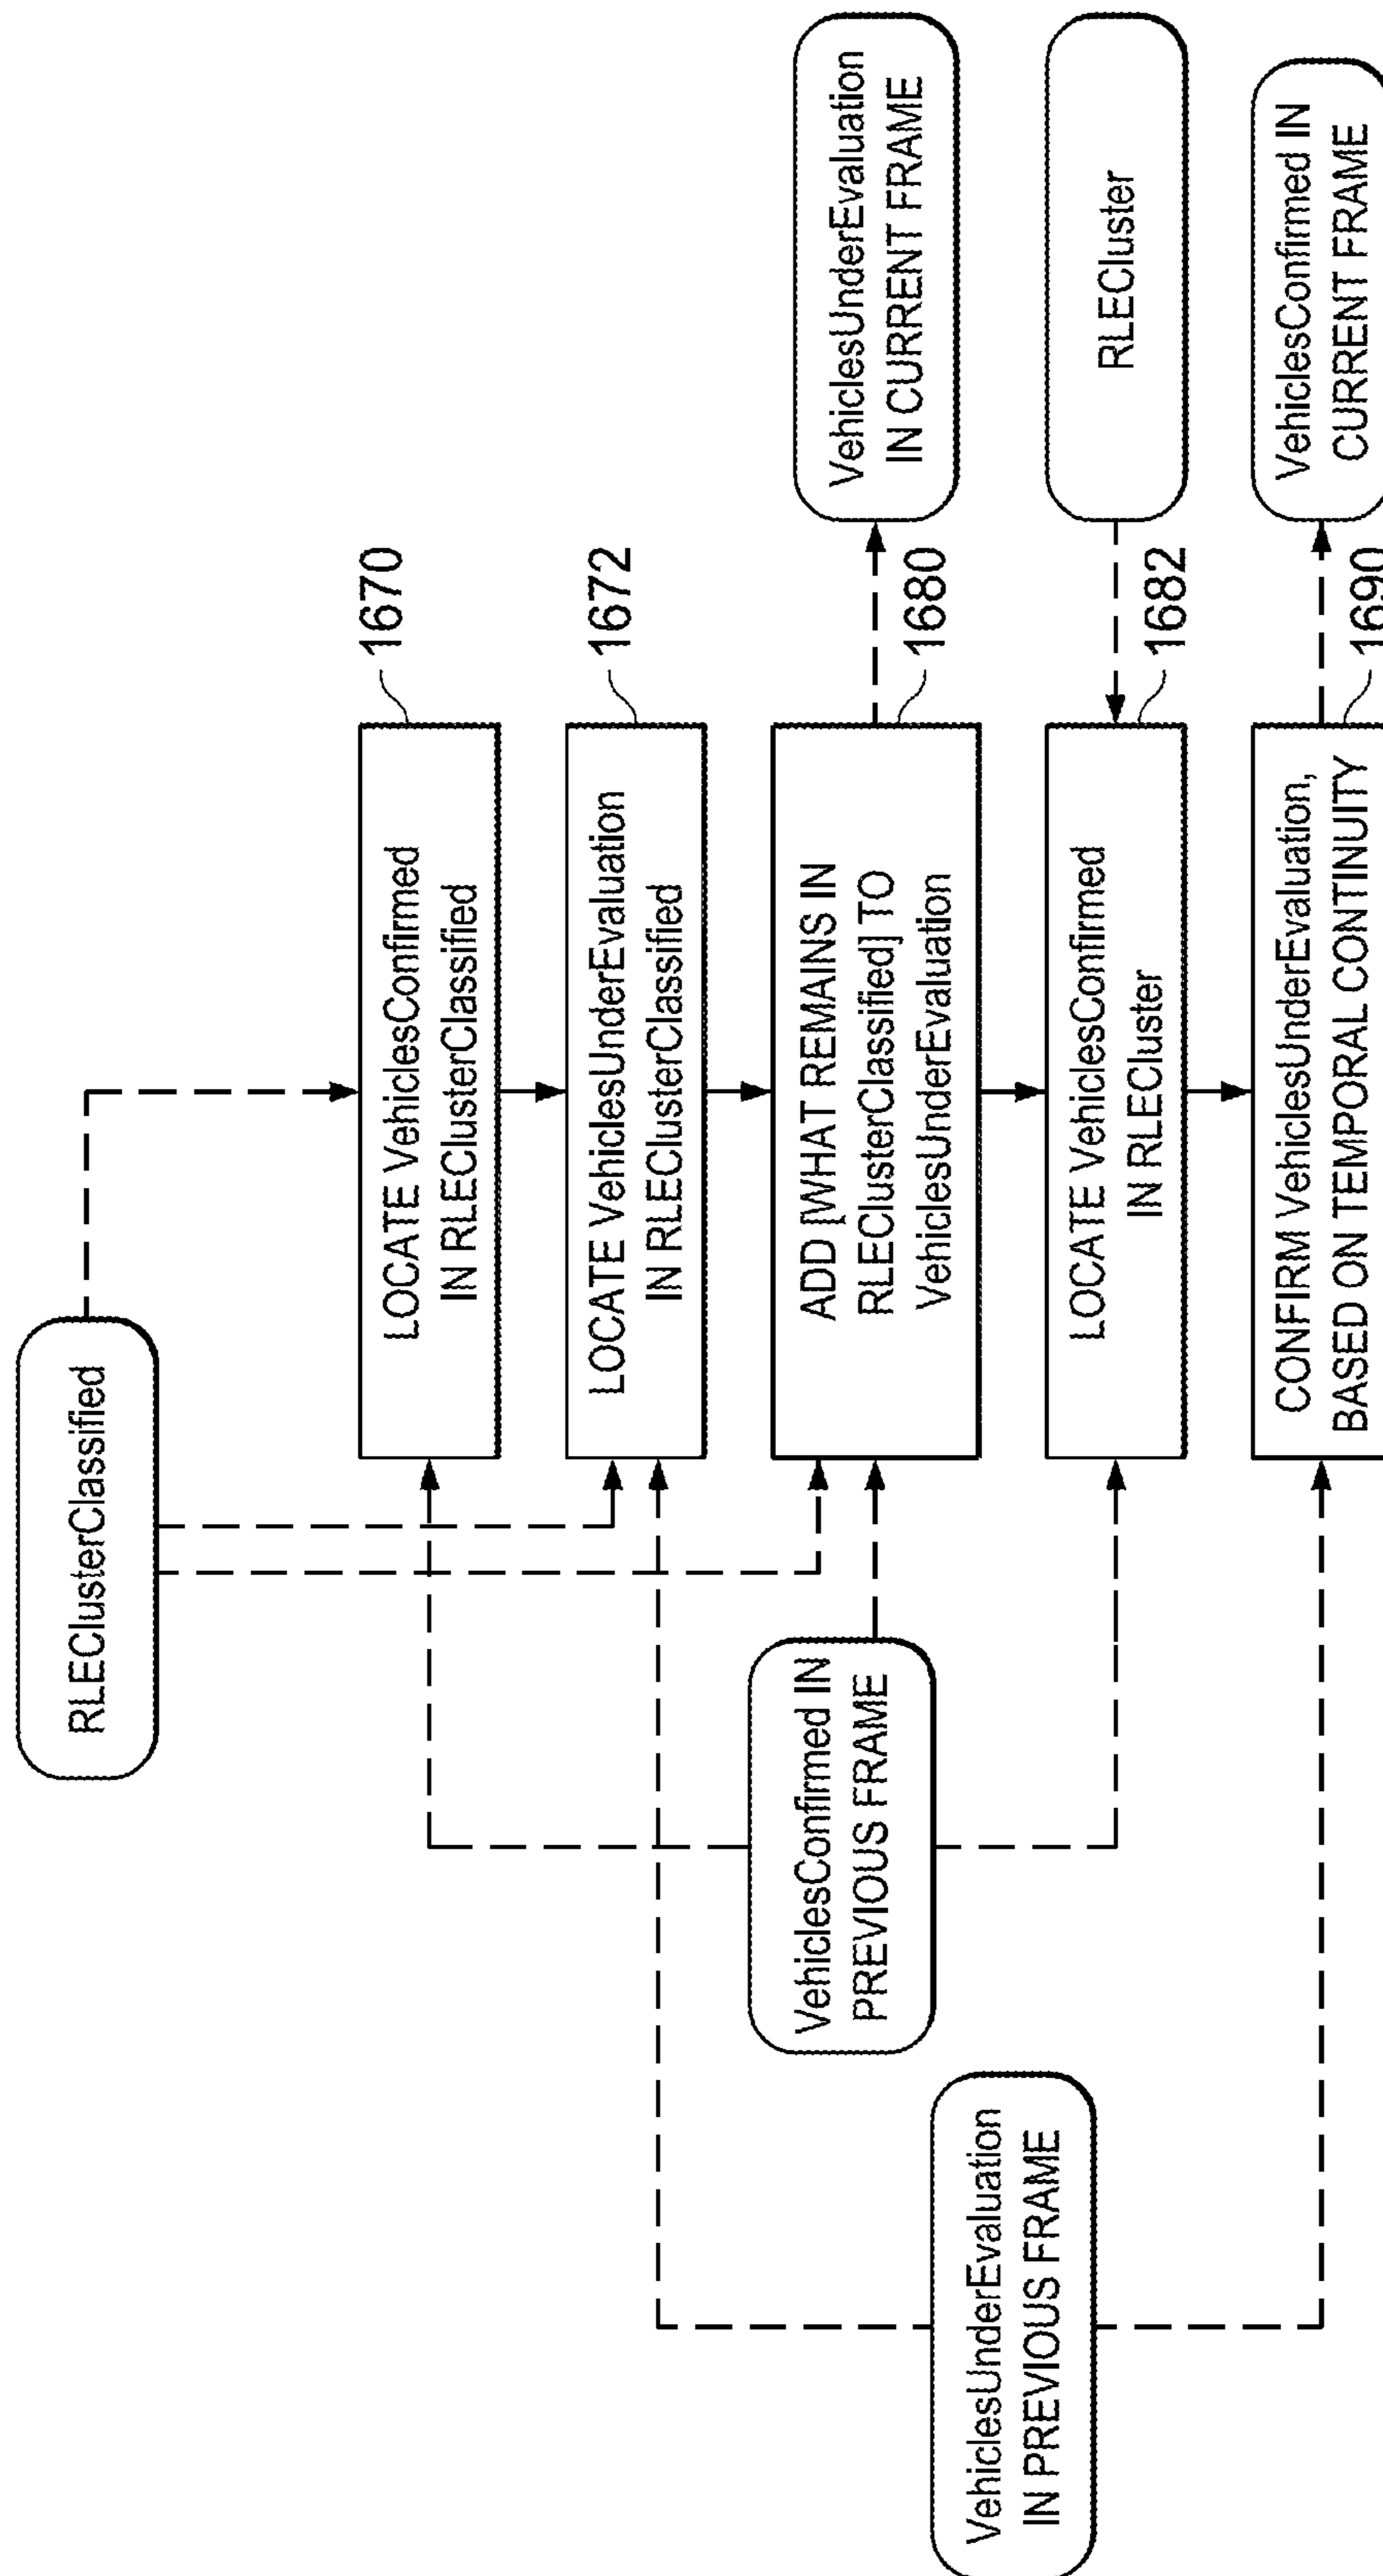 RLEClusterClassified
LOCATE VehiclesConfirmed
IN RLEClusterClassified
1670
LOCATE VehiclesUnderEvaluation
IN RLEClusterClassified
1672
VehiclesConfirmed IN
PREVIOUS FRAME
ADD [WHAT REMAINS IN
RLEClusterClassified] TO
VehiclesUnderEvaluation
1680
VehiclesUnderEvaluation
IN CURRENT FRAME
VehiclesUnderEvaluation
IN PREVIOUS FRAME
LOCATE VehiclesConfirmed
IN RLECluster
1682
RLECluster
CONFIRM VehiclesUnderEvaluation,
BASED ON TEMPORAL CONTINUITY
1690
VehiclesConfirmed IN
CURRENT FRAME